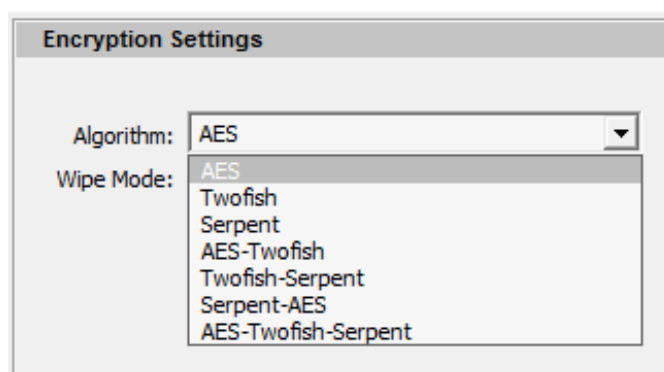 Encryption Settings
Algorithm: AES
Wipe Mode: AES
Twofish
Serpent
AES-Twofish
Twofish-Serpent
Serpent-AES
AES-Twofish-Serpent